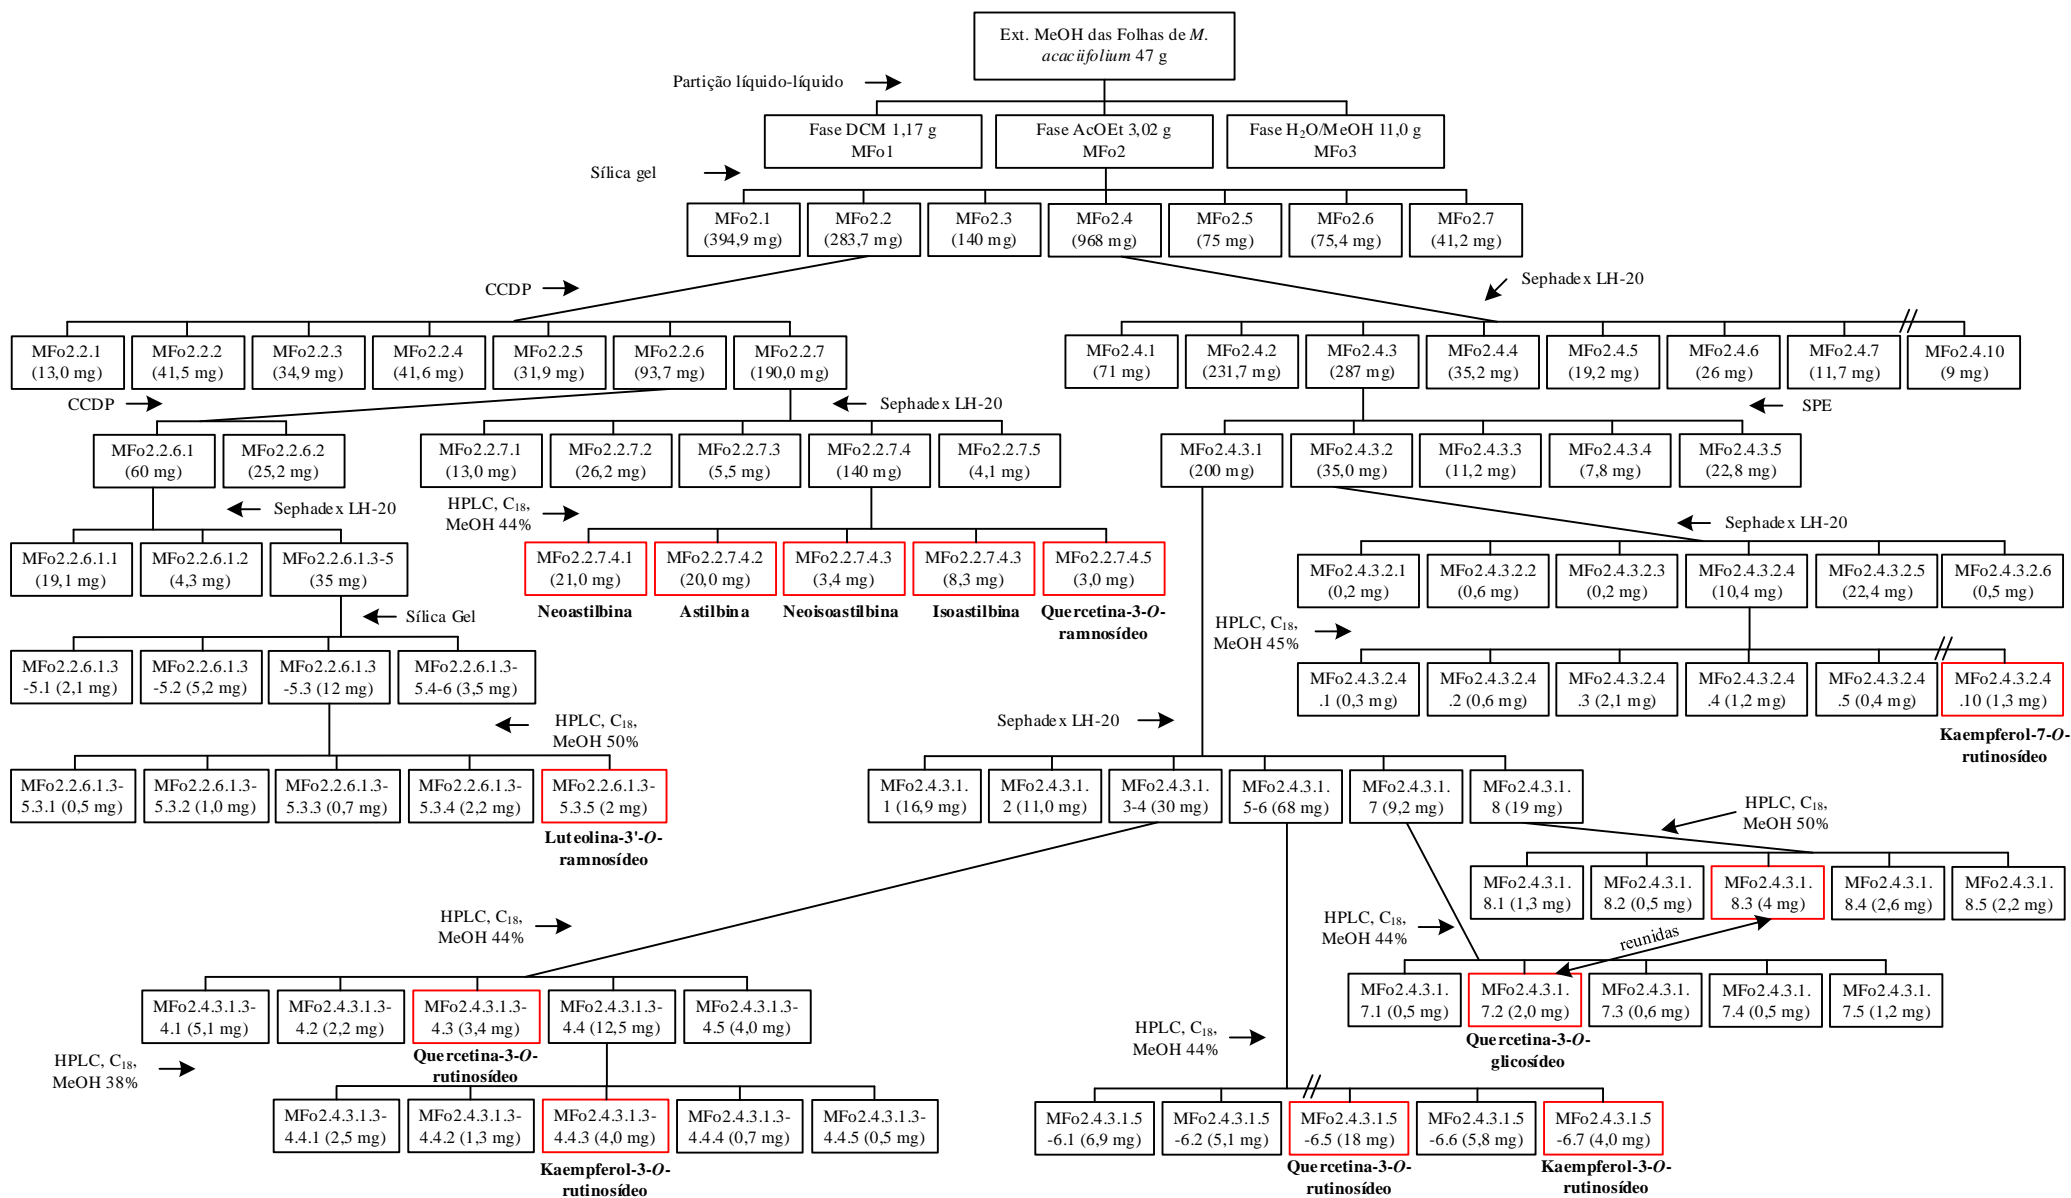 Ext. MeOH das Folhas de M.
acaciifolium 47 g
Partição líquido-líquido
Fase DCM 1,17 g
MFo1
Fase AcOEt 3,02 g
MFo2
Fase H₂O/MeOH 11,0 g
MFo3
Sílica gel
MFo2.1
(394,9 mg)
MFo2.2
(283,7 mg)
MFo2.3
(140 mg)
MFo2.4
(968 mg)
MFo2.5
(75 mg)
MFo2.6
(75,4 mg)
MFo2.7
(41,2 mg)
CCDP
Sephadex LH-20
MFo2.2.1
(13,0 mg)
MFo2.2.2
(41,5 mg)
MFo2.2.3
(34,9 mg)
MFo2.2.4
(41,6 mg)
MFo2.2.5
(31,9 mg)
MFo2.2.6
(93,7 mg)
MFo2.2.7
(190,0 mg)
MFo2.4.1
(71 mg)
MFo2.4.2
(231,7 mg)
MFo2.4.3
(287 mg)
MFo2.4.4
(35,2 mg)
MFo2.4.5
(19,2 mg)
MFo2.4.6
(26 mg)
MFo2.4.7
(11,7 mg)
MFo2.4.10
(9 mg)
CCDP
Sephadex LH-20
SPE
MFo2.2.6.1
(60 mg)
MFo2.2.6.2
(25,2 mg)
MFo2.2.7.1
(13,0 mg)
MFo2.2.7.2
(26,2 mg)
MFo2.2.7.3
(5,5 mg)
MFo2.2.7.4
(140 mg)
MFo2.2.7.5
(4,1 mg)
MFo2.4.3.1
(200 mg)
MFo2.4.3.2
(35,0 mg)
MFo2.4.3.3
(11,2 mg)
MFo2.4.3.4
(7,8 mg)
MFo2.4.3.5
(22,8 mg)
Sephadex LH-20
HPLC, C₁₈,
MeOH 44%
Sephadex LH-20
MFo2.2.6.1.1
(19,1 mg)
MFo2.2.6.1.2
(4,3 mg)
MFo2.2.6.1.3-5
(35 mg)
MFo2.2.7.4.1
(21,0 mg)
Neoastilbina
MFo2.2.7.4.2
(20,0 mg)
Astilbina
MFo2.2.7.4.3
(3,4 mg)
Neoisoastilbina
MFo2.2.7.4.3
(8,3 mg)
Isoastilbina
MFo2.2.7.4.5
(3,0 mg)
Quercetina-3-O-
ramnosídeo
MFo2.4.3.2.1
(0,2 mg)
MFo2.4.3.2.2
(0,6 mg)
MFo2.4.3.2.3
(0,2 mg)
MFo2.4.3.2.4
(10,4 mg)
MFo2.4.3.2.5
(22,4 mg)
MFo2.4.3.2.6
(0,5 mg)
Sílica Gel
HPLC, C₁₈,
MeOH 45%
MFo2.2.6.1.3
-5.1 (2,1 mg)
MFo2.2.6.1.3
-5.2 (5,2 mg)
MFo2.2.6.1.3
-5.3 (12 mg)
MFo2.2.6.1.3-
5.4-6 (3,5 mg)
MFo2.4.3.2.4
.1 (0,3 mg)
MFo2.4.3.2.4
.2 (0,6 mg)
MFo2.4.3.2.4
.3 (2,1 mg)
MFo2.4.3.2.4
.4 (1,2 mg)
MFo2.4.3.2.4
.5 (0,4 mg)
MFo2.4.3.2.4
.10 (1,3 mg)
Kaempferol-7-O-
rutinosídeo
HPLC, C₁₈,
MeOH 50%
Sephadex LH-20
MFo2.2.6.1.3-
5.3.1 (0,5 mg)
MFo2.2.6.1.3-
5.3.2 (1,0 mg)
MFo2.2.6.1.3-
5.3.3 (0,7 mg)
MFo2.2.6.1.3-
5.3.4 (2,2 mg)
MFo2.2.6.1.3-
5.3.5 (2 mg)
Luteolina-3'-O-
ramnosídeo
MFo2.4.3.1.
1 (16,9 mg)
MFo2.4.3.1.
2 (11,0 mg)
MFo2.4.3.1.
3-4 (30 mg)
MFo2.4.3.1.
5-6 (68 mg)
MFo2.4.3.1.
7 (9,2 mg)
MFo2.4.3.1.
8 (19 mg)
HPLC, C₁₈,
MeOH 50%
MFo2.4.3.1.
8.1 (1,3 mg)
MFo2.4.3.1.
8.2 (0,5 mg)
MFo2.4.3.1.
8.3 (4 mg)
MFo2.4.3.1.
8.4 (2,6 mg)
MFo2.4.3.1.
8.5 (2,2 mg)
HPLC, C₁₈,
MeOH 44%
HPLC, C₁₈,
MeOH 44%
reunidas
MFo2.4.3.1.
7.1 (0,5 mg)
MFo2.4.3.1.
7.2 (2,0 mg)
Quercetina-3-O-
glicosídeo
MFo2.4.3.1.
7.3 (0,6 mg)
MFo2.4.3.1.
7.4 (0,5 mg)
MFo2.4.3.1.
7.5 (1,2 mg)
MFo2.4.3.1.3-
4.1 (5,1 mg)
MFo2.4.3.1.3-
4.2 (2,2 mg)
MFo2.4.3.1.3-
4.3 (3,4 mg)
Quercetina-3-O-
rutinosídeo
MFo2.4.3.1.3-
4.4 (12,5 mg)
MFo2.4.3.1.3-
4.5 (4,0 mg)
HPLC, C₁₈,
MeOH 38%
HPLC, C₁₈,
MeOH 44%
MFo2.4.3.1.3-
4.4.1 (2,5 mg)
MFo2.4.3.1.3-
4.4.2 (1,3 mg)
MFo2.4.3.1.3-
4.4.3 (4,0 mg)
Kaempferol-3-O-
rutinosídeo
MFo2.4.3.1.3-
4.4.4 (0,7 mg)
MFo2.4.3.1.3-
4.4.5 (0,5 mg)
MFo2.4.3.1.5
-6.1 (6,9 mg)
MFo2.4.3.1.5
-6.2 (5,1 mg)
MFo2.4.3.1.5
-6.5 (18 mg)
Quercetina-3-O-
rutinosídeo
MFo2.4.3.1.5
-6.6 (5,8 mg)
MFo2.4.3.1.5
-6.7 (4,0 mg)
Kaempferol-3-O-
rutinosídeo